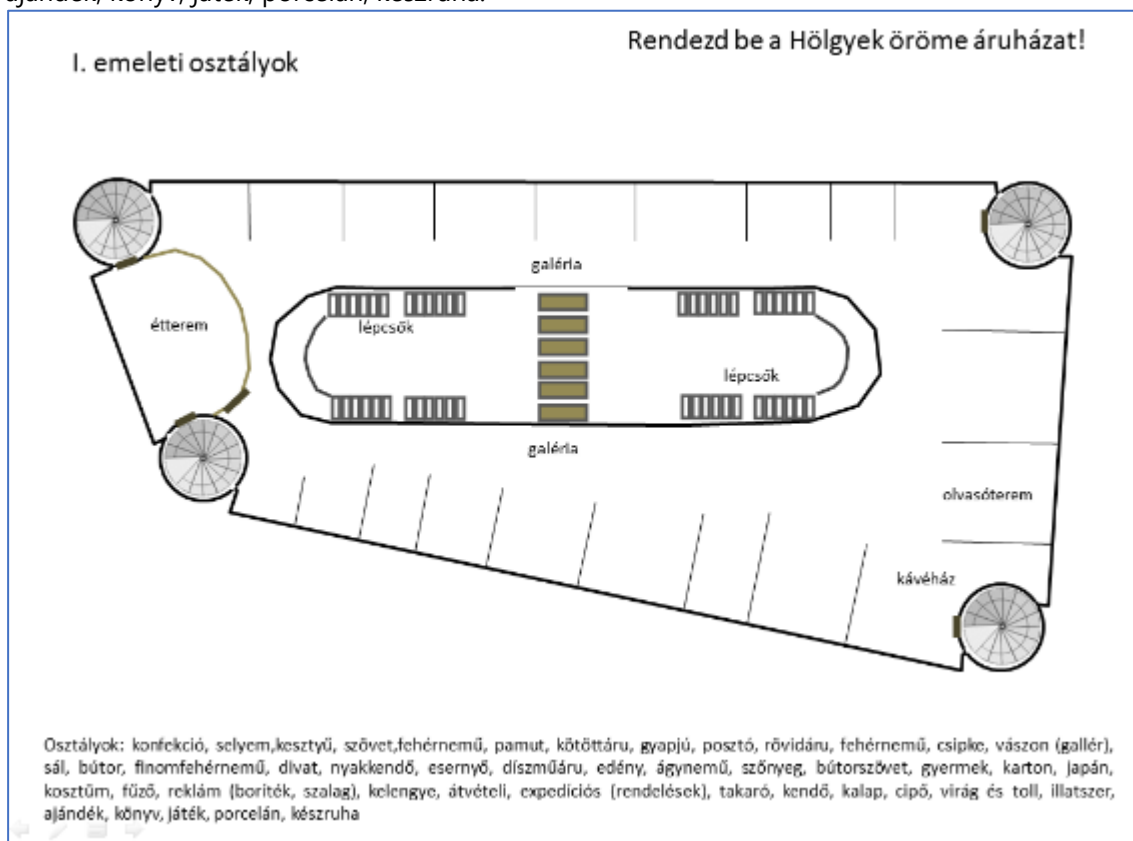 ajándék, könyv, játék, porcelán, készruha.
Rendezd be a Hölgyek öröme áruházat!
I. emeleti osztályok
galéria
étterem
lépcsők
lépcsők
galéria
olvasóterem
kávéház
Osztályok: konfekció, selyem,kesztyű, szövet,fehérnemű, pamut, kötöttáru, gyapjú, posztó, rövidáru, fehérnemű, csipke, vászon (gallér),
sál, bútor, finomfehérnemű, divat, nyakkendő, esernyő, díszműáru, edény, ágynemű, szőnyeg, bútorszövet, gyermek, karton, japán,
kosztüm, fűző, reklám (boríték, szalag), kelengye, átvételi, expedíciós (rendelések), takaró, kendő, kalap, cipő, virág és toll, illatszer,
ajándék, könyv, játék, porcelán, készruha